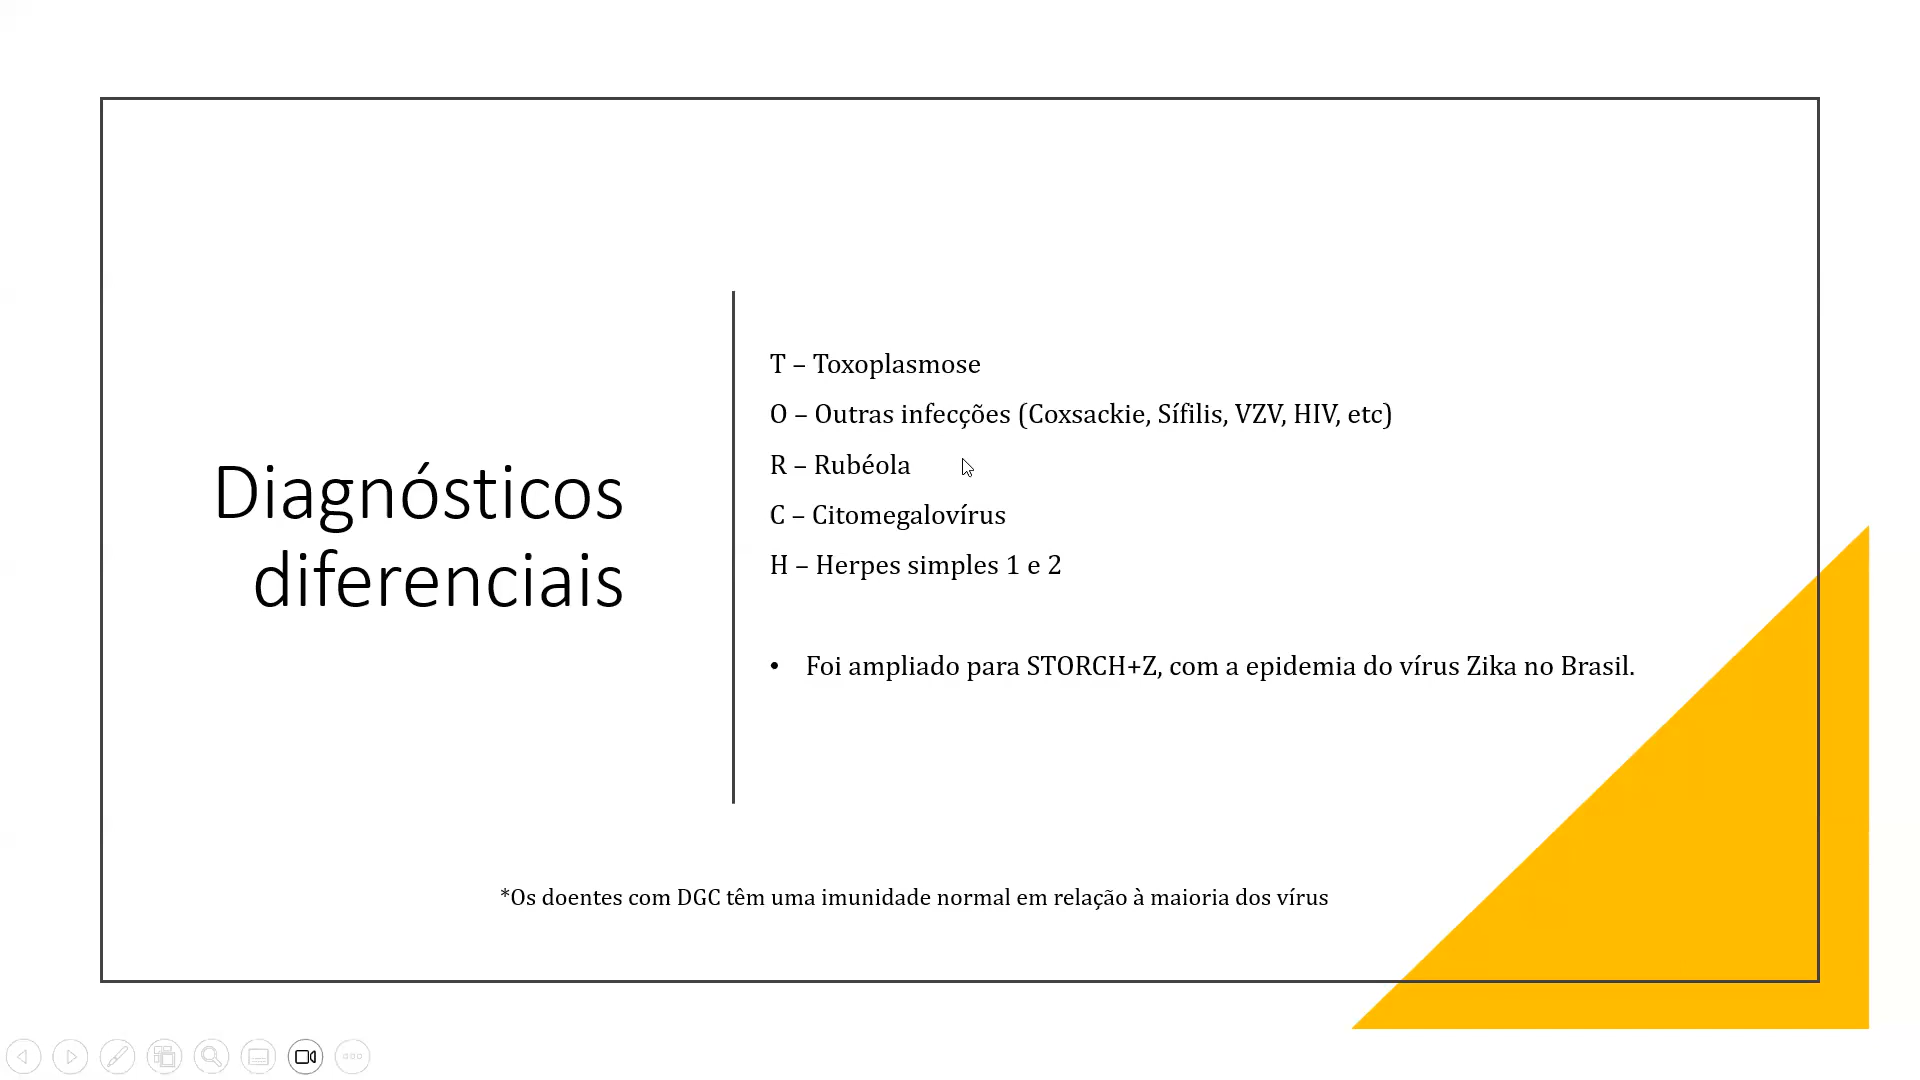 Diagnósticos
diferenciais
T – Toxoplasmose
O – Outras infecções (Coxsackie, Sífilis, VZV, HIV, etc)
R – Rubéola
C – Citomegalovírus
H – Herpes simples 1 e 2
• Foi ampliado para STORCH+Z, com a epidemia do vírus Zika no Brasil.
*Os doentes com DGC têm uma imunidade normal em relação à maioria dos vírus